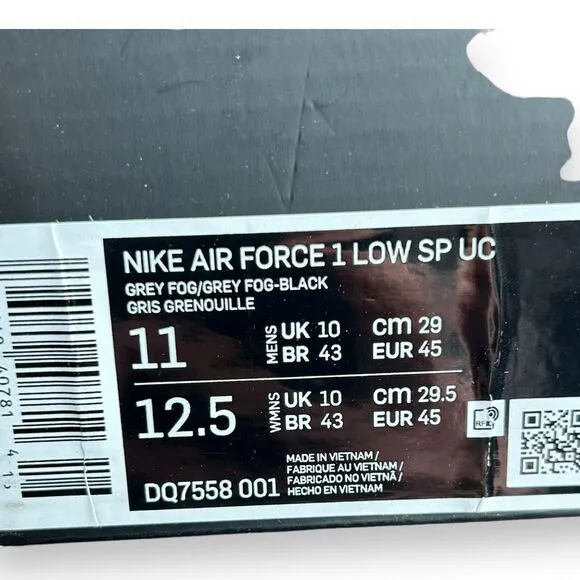 NIKE AIR FORCE 1 LOW SP UC
GREY FOG/GREY FOG-BLACK
GRIS GRENOUILLE
11 MENS UK 10 cm 29
BR 43 EUR 45
12.5 WMNS UK 10 cm 29.5
BR 43 EUR 45
RFID
DQ7558 001
MADE IN VIETNAM /
FABRIQUE AU VIETNAM /
FABRICADO NO VIETNÃ /
HECHO EN VIETNAM